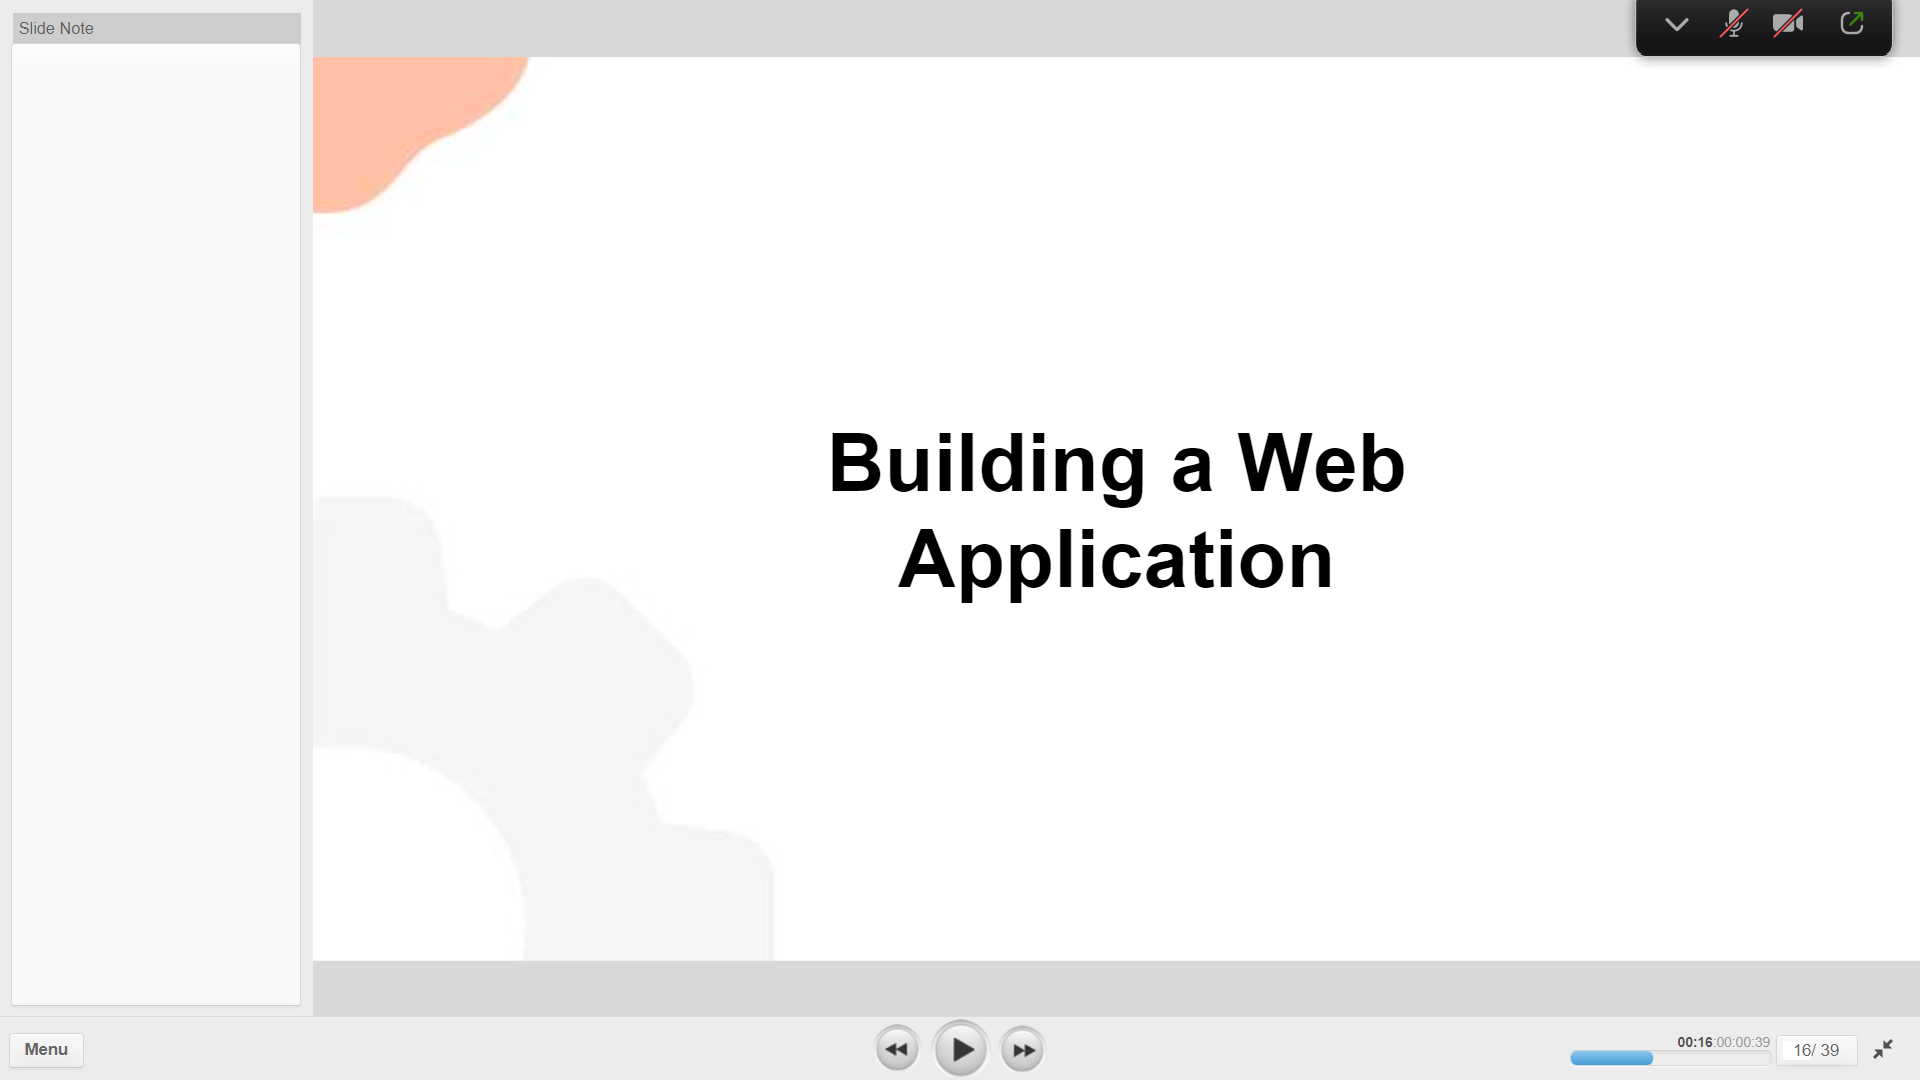 Slide Note
Building a Web
Application
Menu
00:16:00:00:39
16/ 39